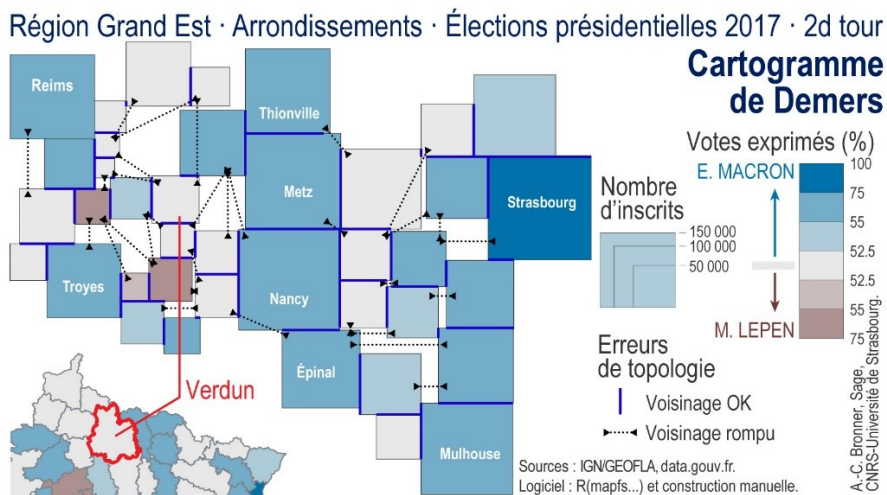 Région Grand Est · Arrondissements · Élections présidentielles 2017 · 2d tour
Cartogramme
de Demers
Reims
Thionville
Metz
Strasbourg
Troyes
Nancy
Épinal
Mulhouse
Verdun
Votes exprimés (%)
E. MACRON
100
75
55
52.5
52.5
55
75
M. LEPEN
Nombre
d'inscrits
150 000
100 000
50 000
Erreurs
de topologie
Voisinage OK
Voisinage rompu
Sources : IGN/GEOFLA, data.gouv.fr.
Logiciel : R(mapfs...) et construction manuelle.
A.-C. Bronner, Sage,
CNRS-Université de Strasbourg.